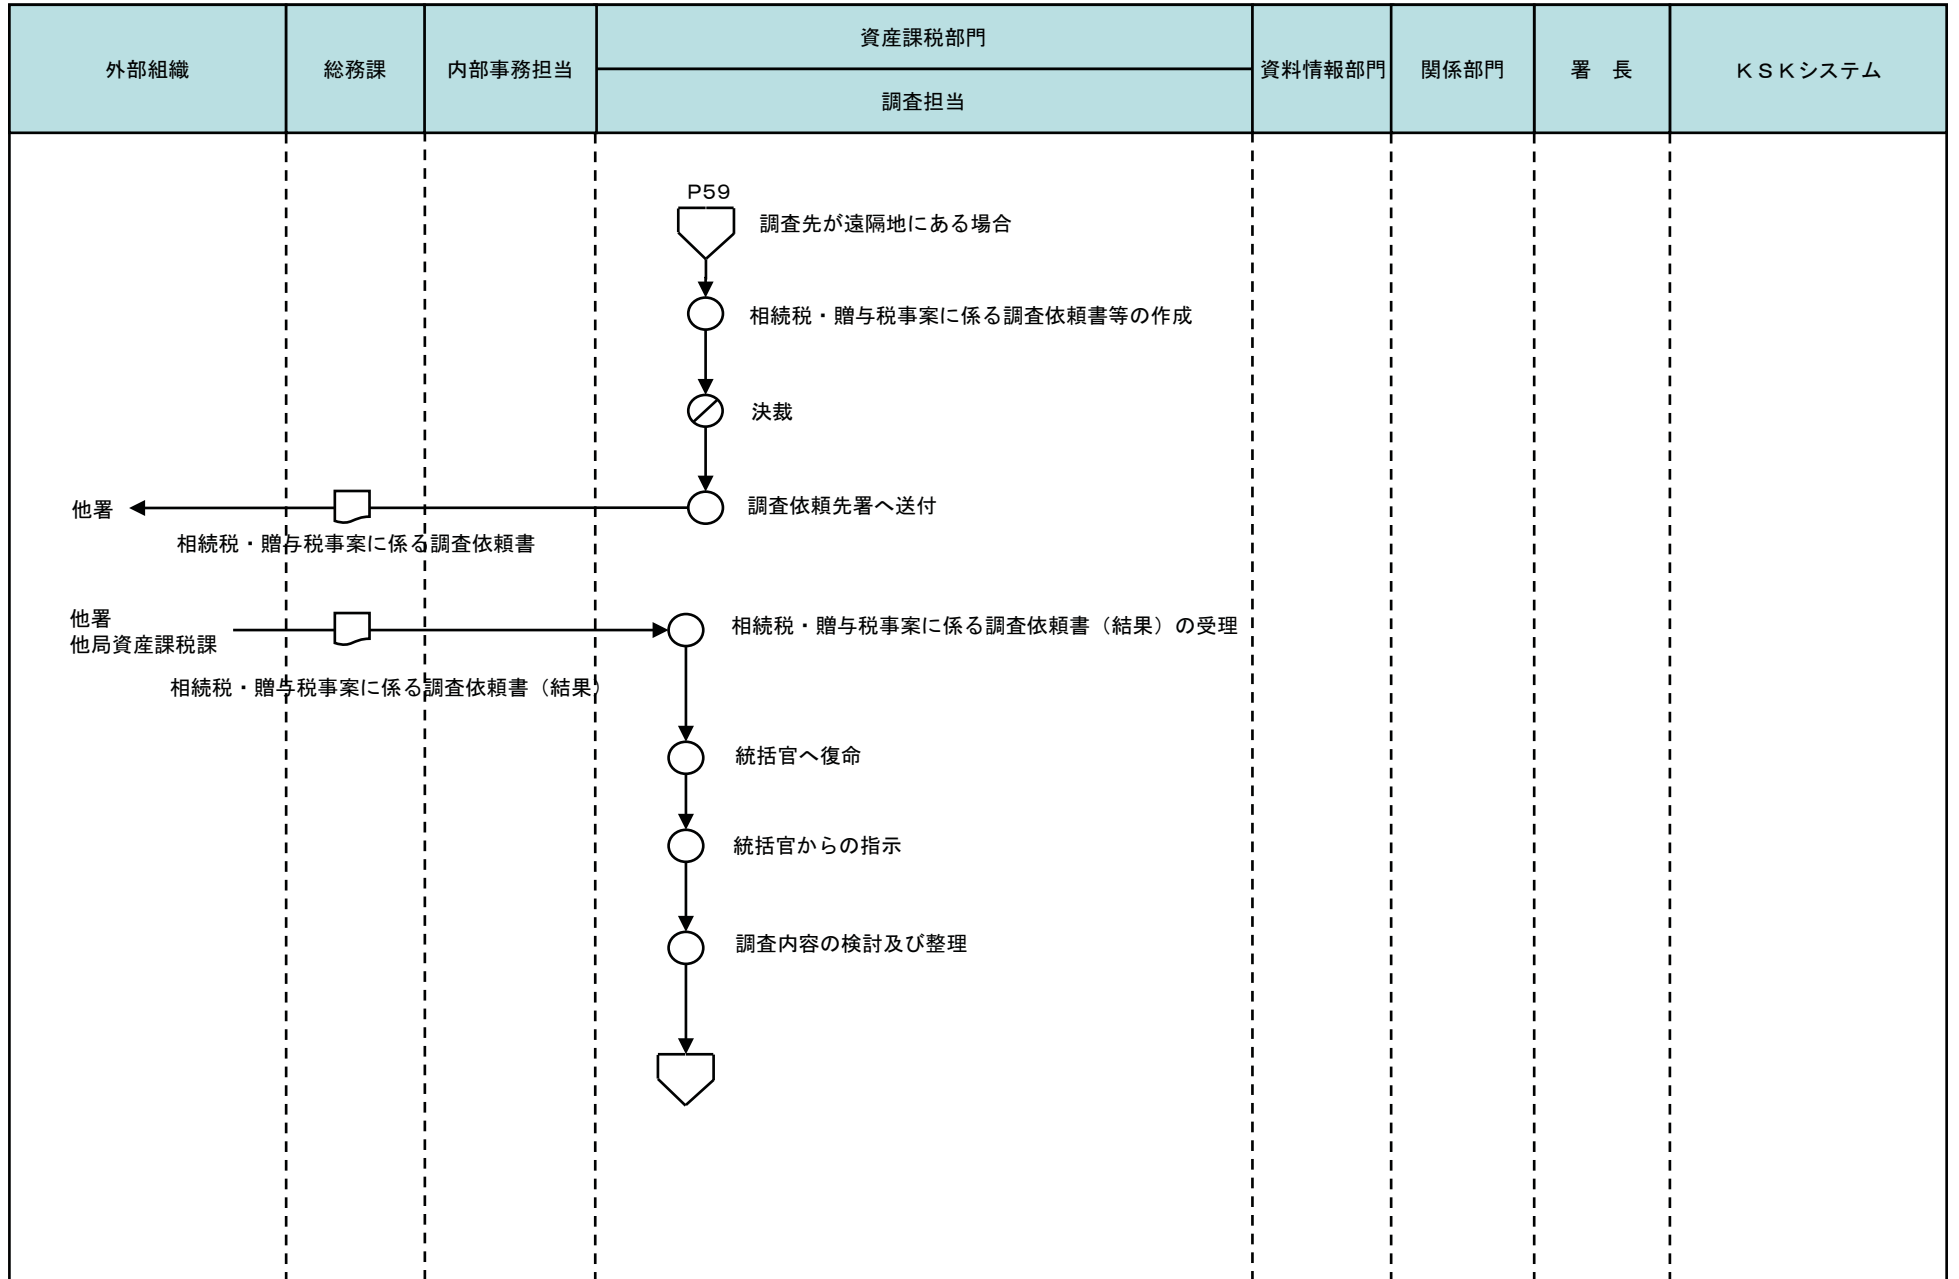 外部組織
総務課
内部事務担当
資産課税部門
調査担当
資料情報部門
関係部門
署　長
ＫＳＫシステム
P59
調査先が遠隔地にある場合
相続税・贈与税事案に係る調査依頼書等の作成
決裁
他署
調査依頼先署へ送付
相続税・贈与税事案に係る調査依頼書
他署
他局資産課税課
相続税・贈与税事案に係る調査依頼書（結果）の受理
相続税・贈与税事案に係る調査依頼書（結果）
統括官へ復命
統括官からの指示
調査内容の検討及び整理